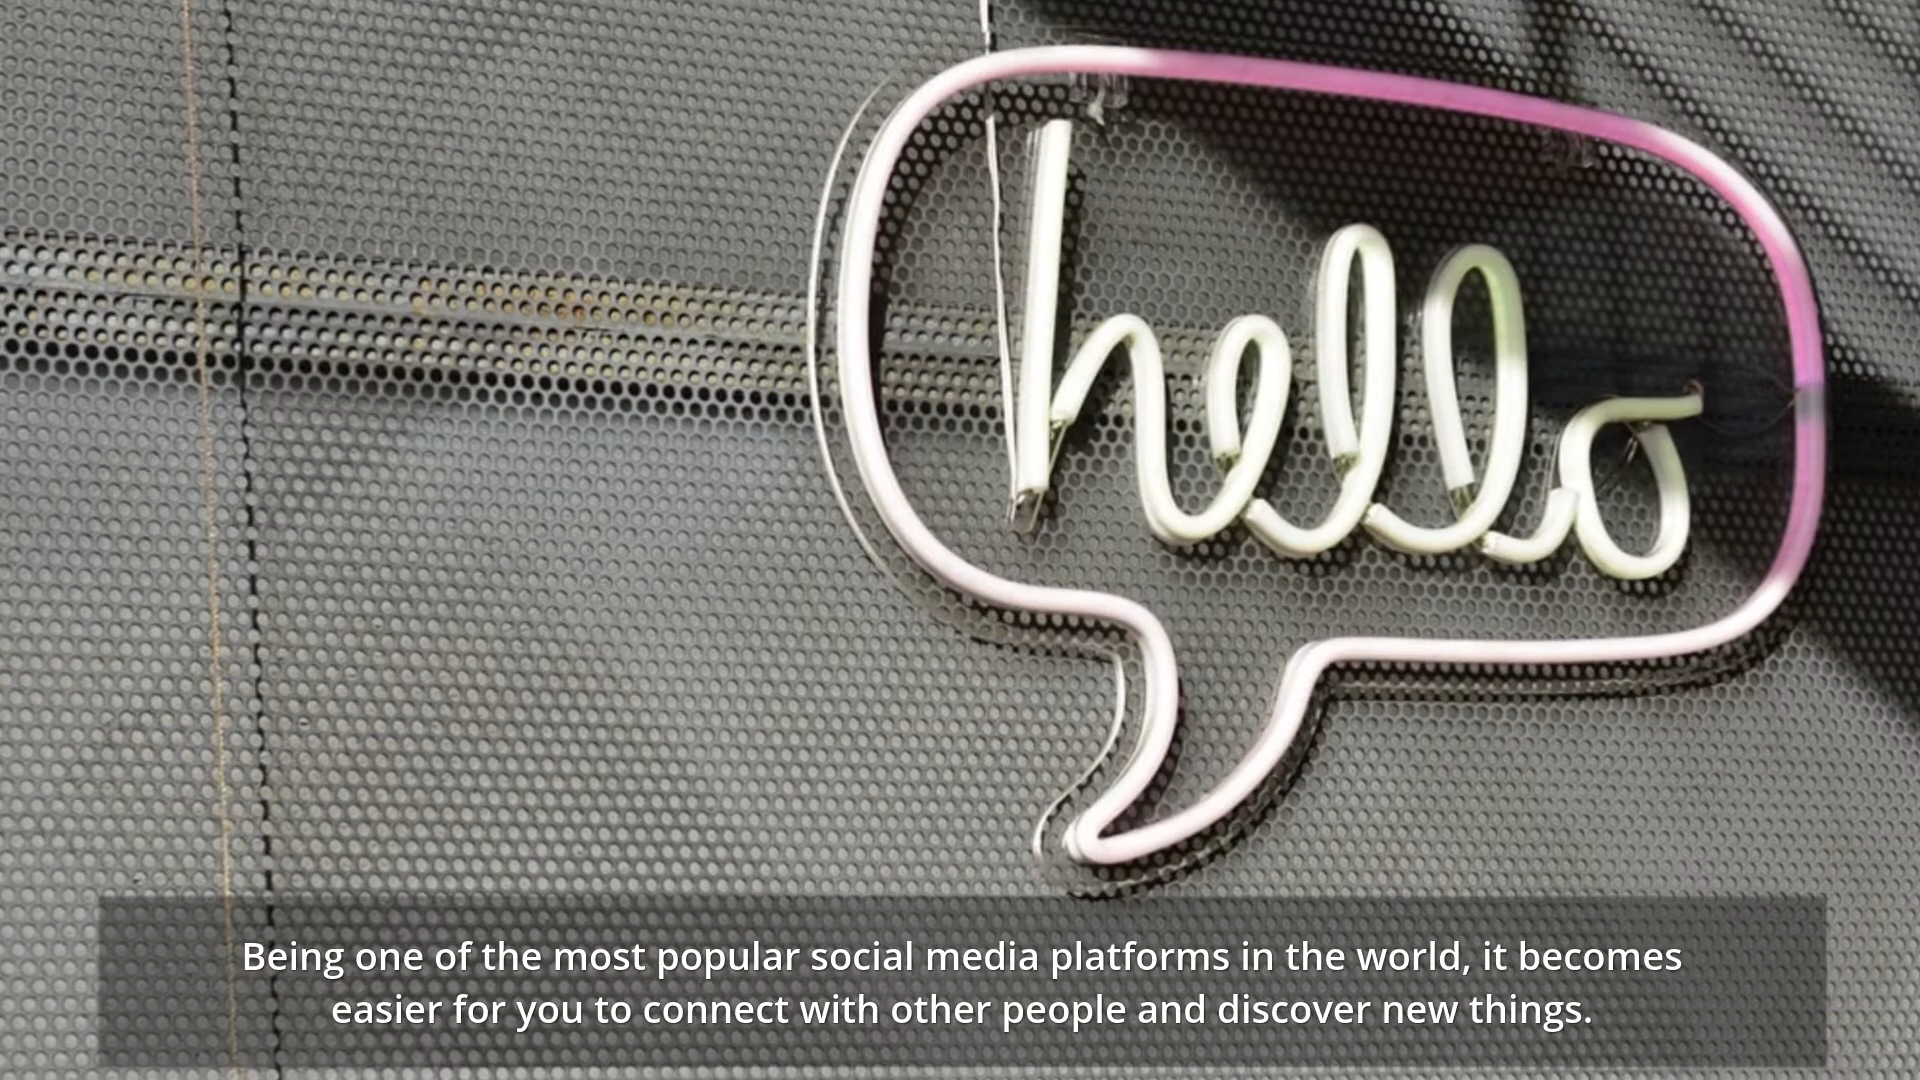 hello
Being one of the most popular social media platforms in the world, it becomes
easier for you to connect with other people and discover new things.